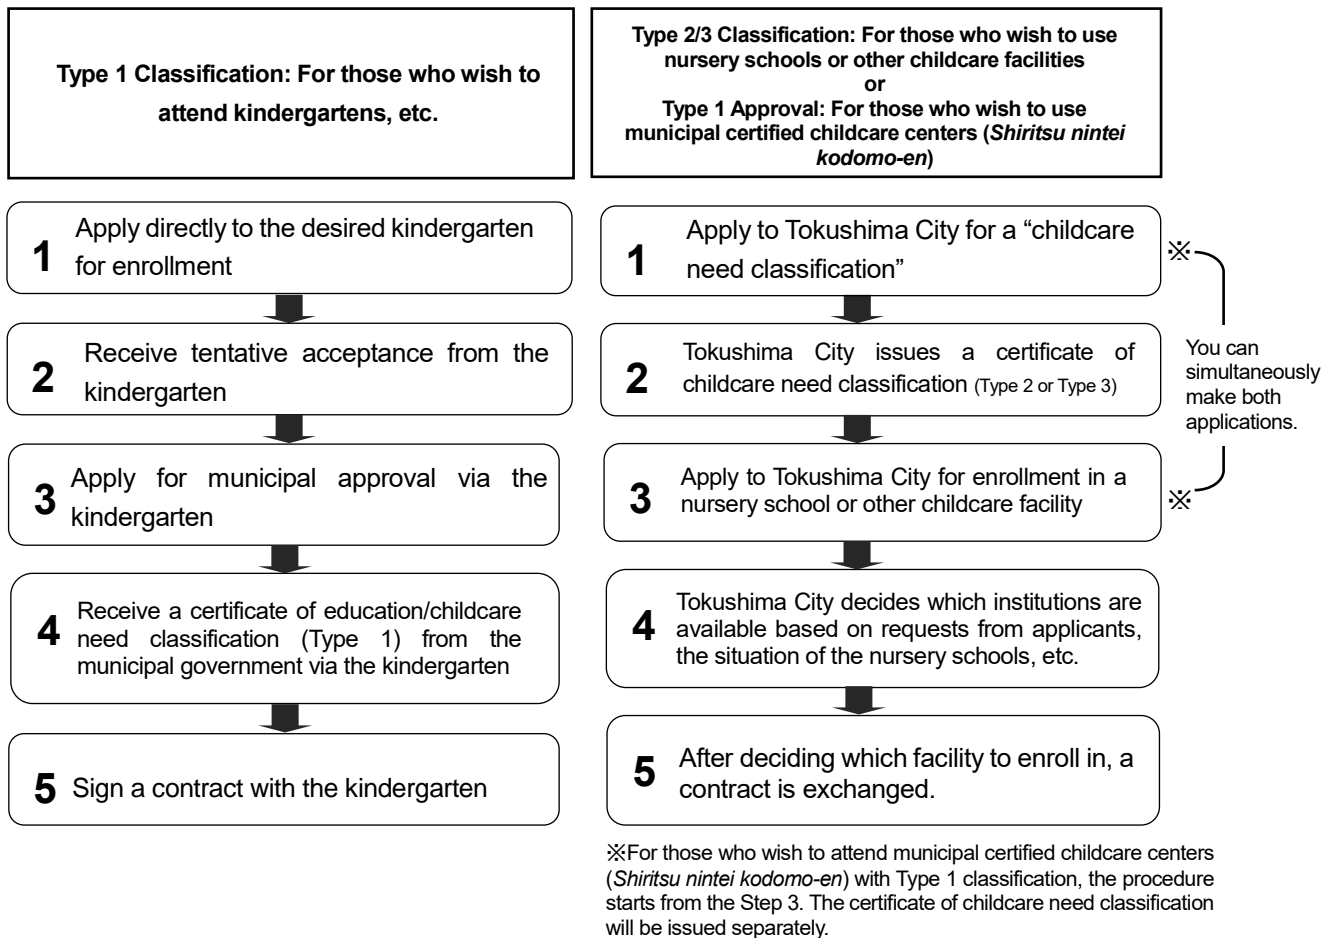 Type 1 Classification: For those who wish to
attend kindergartens, etc.
Type 2/3 Classification: For those who wish to use
nursery schools or other childcare facilities
or
Type 1 Approval: For those who wish to use
municipal certified childcare centers (Shiritsu nintei
kodomo-en)
1
Apply directly to the desired kindergarten
for enrollment
2
Receive tentative acceptance from the
kindergarten
3
Apply for municipal approval via the
kindergarten
4
Receive a certificate of education/childcare
need classification (Type 1) from the
municipal government via the kindergarten
5
Sign a contract with the kindergarten
1
Apply to Tokushima City for a “childcare
need classification”
※
2
Tokushima City issues a certificate of
childcare need classification (Type 2 or Type 3)
3
Apply to Tokushima City for enrollment in a
nursery school or other childcare facility
※
You can
simultaneously
make both
applications.
4
Tokushima City decides which institutions are
available based on requests from applicants,
the situation of the nursery schools, etc.
5
After deciding which facility to enroll in, a
contract is exchanged.
※For those who wish to attend municipal certified childcare centers
(Shiritsu nintei kodomo-en) with Type 1 classification, the procedure
starts from the Step 3. The certificate of childcare need classification
will be issued separately.